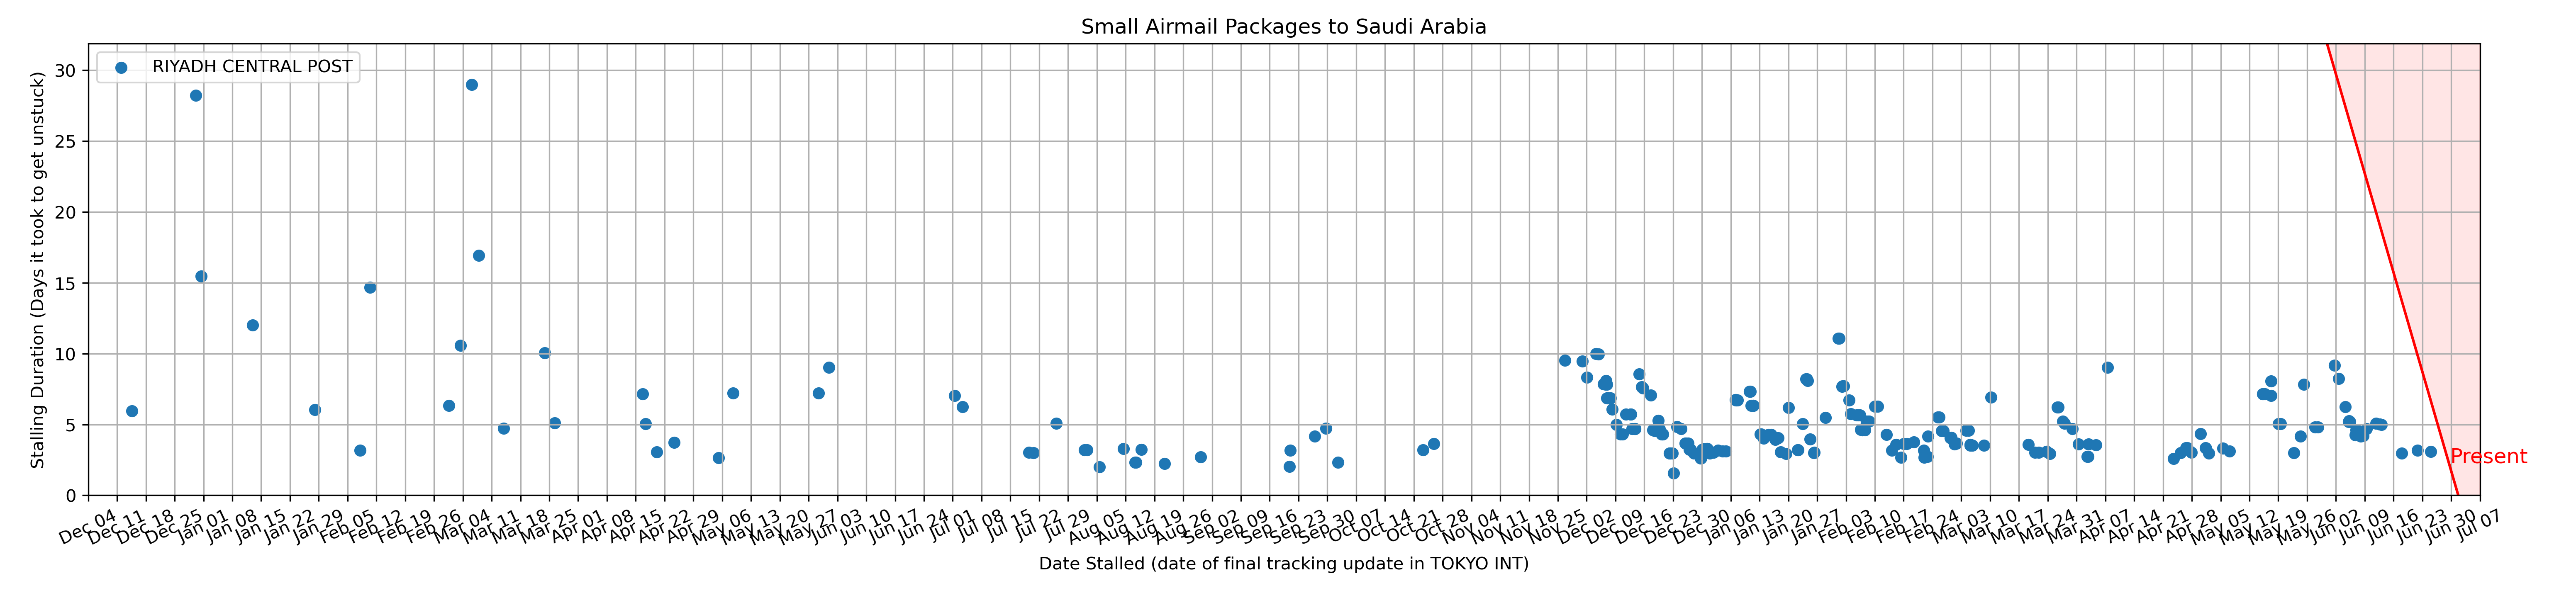 Small Airmail Packages to Saudi Arabia
RIYADH CENTRAL POST
Stalling Duration (Days it took to get unstuck)
30
25
20
15
10
5
0
Present
Dec 04 Dec 11 Dec 18 Dec 25 Jan 01 Jan 08 Jan 15 Jan 22 Jan 29 Feb 05 Feb 12 Feb 19 Feb 26 Mar 04 Mar 11 Mar 18 Mar 25 Apr 01 Apr 08 Apr 15 Apr 22 Apr 29 May 06 May 13 May 20 May 27 Jun 03 Jun 10 Jun 17 Jun 24 Jul 01 Jul 08 Jul 15 Jul 22 Jul 29 Aug 05 Aug 12 Aug 19 Aug 26 Sep 02 Sep 09 Sep 16 Sep 23 Sep 30 Oct 07 Oct 14 Oct 21 Oct 28 Nov 04 Nov 11 Nov 18 Nov 25 Dec 02 Dec 09 Dec 16 Dec 23 Dec 30 Jan 06 Jan 13 Jan 20 Jan 27 Feb 03 Feb 10 Feb 17 Feb 24 Mar 03 Mar 10 Mar 17 Mar 24 Mar 31 Apr 07 Apr 14 Apr 21 Apr 28 May 05 May 12 May 19 May 26 Jun 02 Jun 09 Jun 16 Jun 23 Jun 30 Jul 07
Date Stalled (date of final tracking update in TOKYO INT)